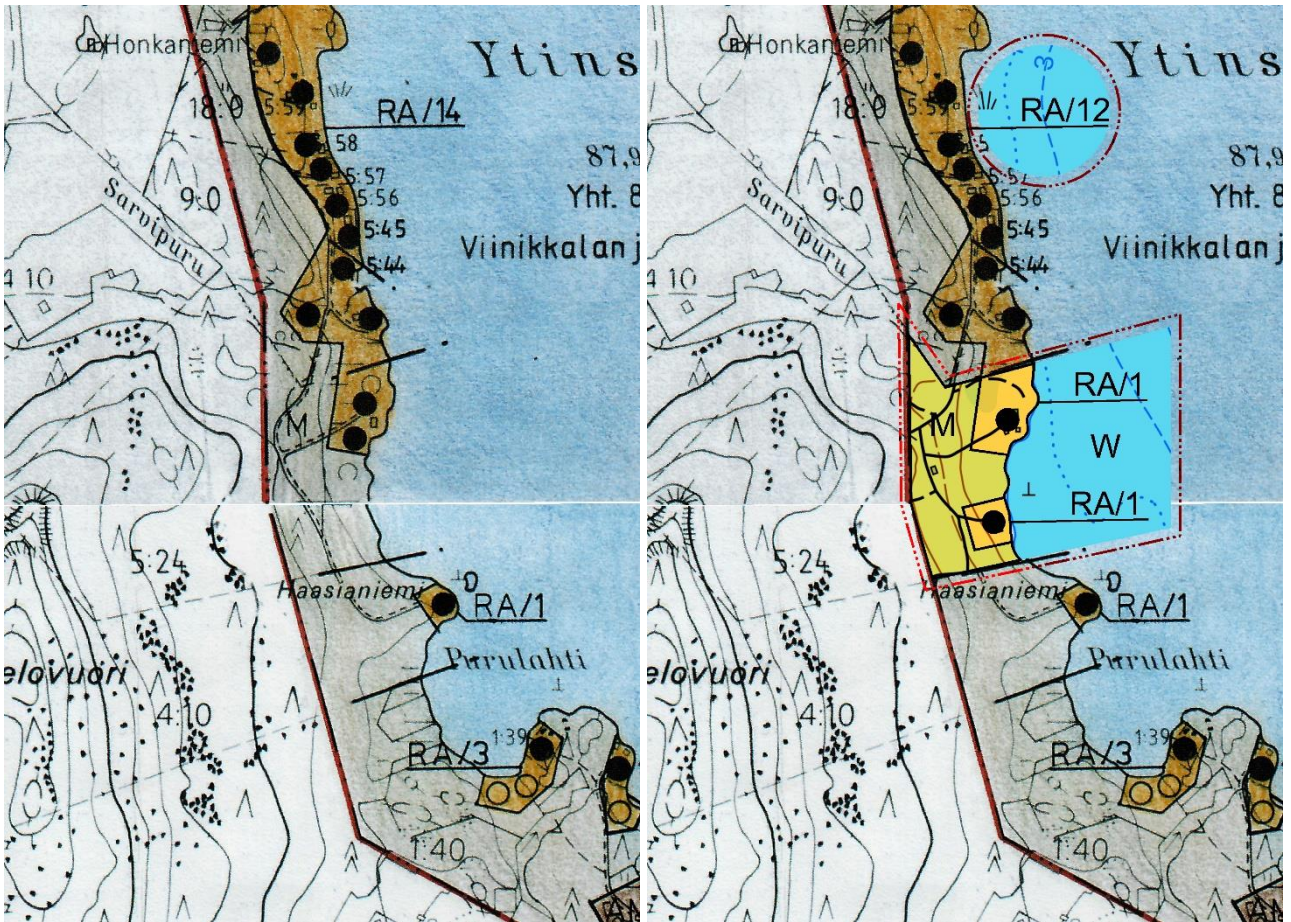 Honkaniemi
Ytins
18:0
5:59
RA/14
58
87,9
5:57
5:56
Yht. 8
Sarvipuru
9:0
5:45
Viinikkalan j
5:44
4 10
M
5:24
Haasianiemi
RA/1
Purulahti
elovuori
4:10
RA/3
1:39
1:40
Honkaniemi
3
Ytins
18:0
5:59
RA/12
87,9
5:56
Yht. 8
Sarvipuru
9:0
5:45
Viinikkalan j
5:44
4 10
RA/1
M
W
RA/1
5:24
Haasianiemi
RA/1
Purulahti
elovuori
4:10
RA/3
1:39
1:40